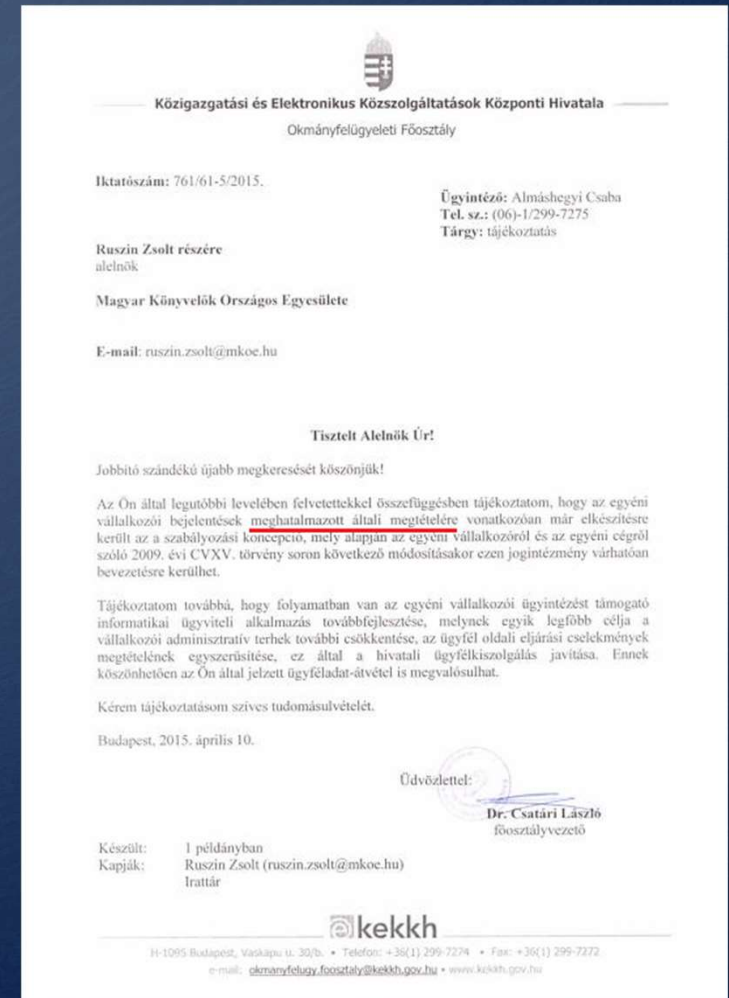 Közigazgatási és Elektronikus Közszolgáltatások Központi Hivatala
Okmányfelügyeleti Főosztály
Iktatószám: 761/61-5/2015.
Ügyintéző: Almáshegyi Csaba
Tel. sz.: (06)-1/299-7275
Tárgy: tájékoztatás
Ruszin Zsolt részére
alelnök
Magyar Könyvelők Országos Egyesülete
E-mail: ruszin.zsolt@mkoe.hu
Tisztelt Alelnök Úr!
Jobbító szándékú újabb megkeresését köszönjük!
Az Ön által legutóbbi levelében felvetettekkel összefüggésben tájékoztatom, hogy az egyéni
vállalkozói bejelentések meghatalmazott általi megtételére vonatkozóan már elkészítésre
került az a szabályozási koncepció, mely alapján az egyéni vállalkozóról és az egyéni cégről
szóló 2009. évi CVXV. törvény soron következő módosításakor ezen jogintézmény várhatóan
bevezetésre kerülhet.
Tájékoztatom továbbá, hogy folyamatban van az egyéni vállalkozói ügyintézést támogató
informatikai ügyviteli alkalmazás továbbfejlesztése, melynek egyik legfőbb célja a
vállalkozói adminisztratív terhek további csökkentése, az ügyfél oldali eljárási cselekmények
megtételének egyszerűsítése, ez által a hivatali ügyfélkiszolgálás javítása. Ennek
köszönhetően az Ön által jelzett ügyféladat-átvétel is megvalósulhat.
Kérem tájékoztatásom szíves tudomásulvételét.
Budapest, 2015. április 10.
Üdvözlettel:
Dr. Csatári László
főosztályvezető
Készült: 1 példányban
Kapják: Ruszin Zsolt (ruszin.zsolt@mkoe.hu)
Irattár
kekkh
H-1095 Budapest, Vaskapu u. 30/b. • Telefon: +36(1) 299-7274 • Fax: +36(1) 299-7272
e-mail: okmanyfelugy.foosztaly@kekkh.gov.hu • www.kekkh.gov.hu